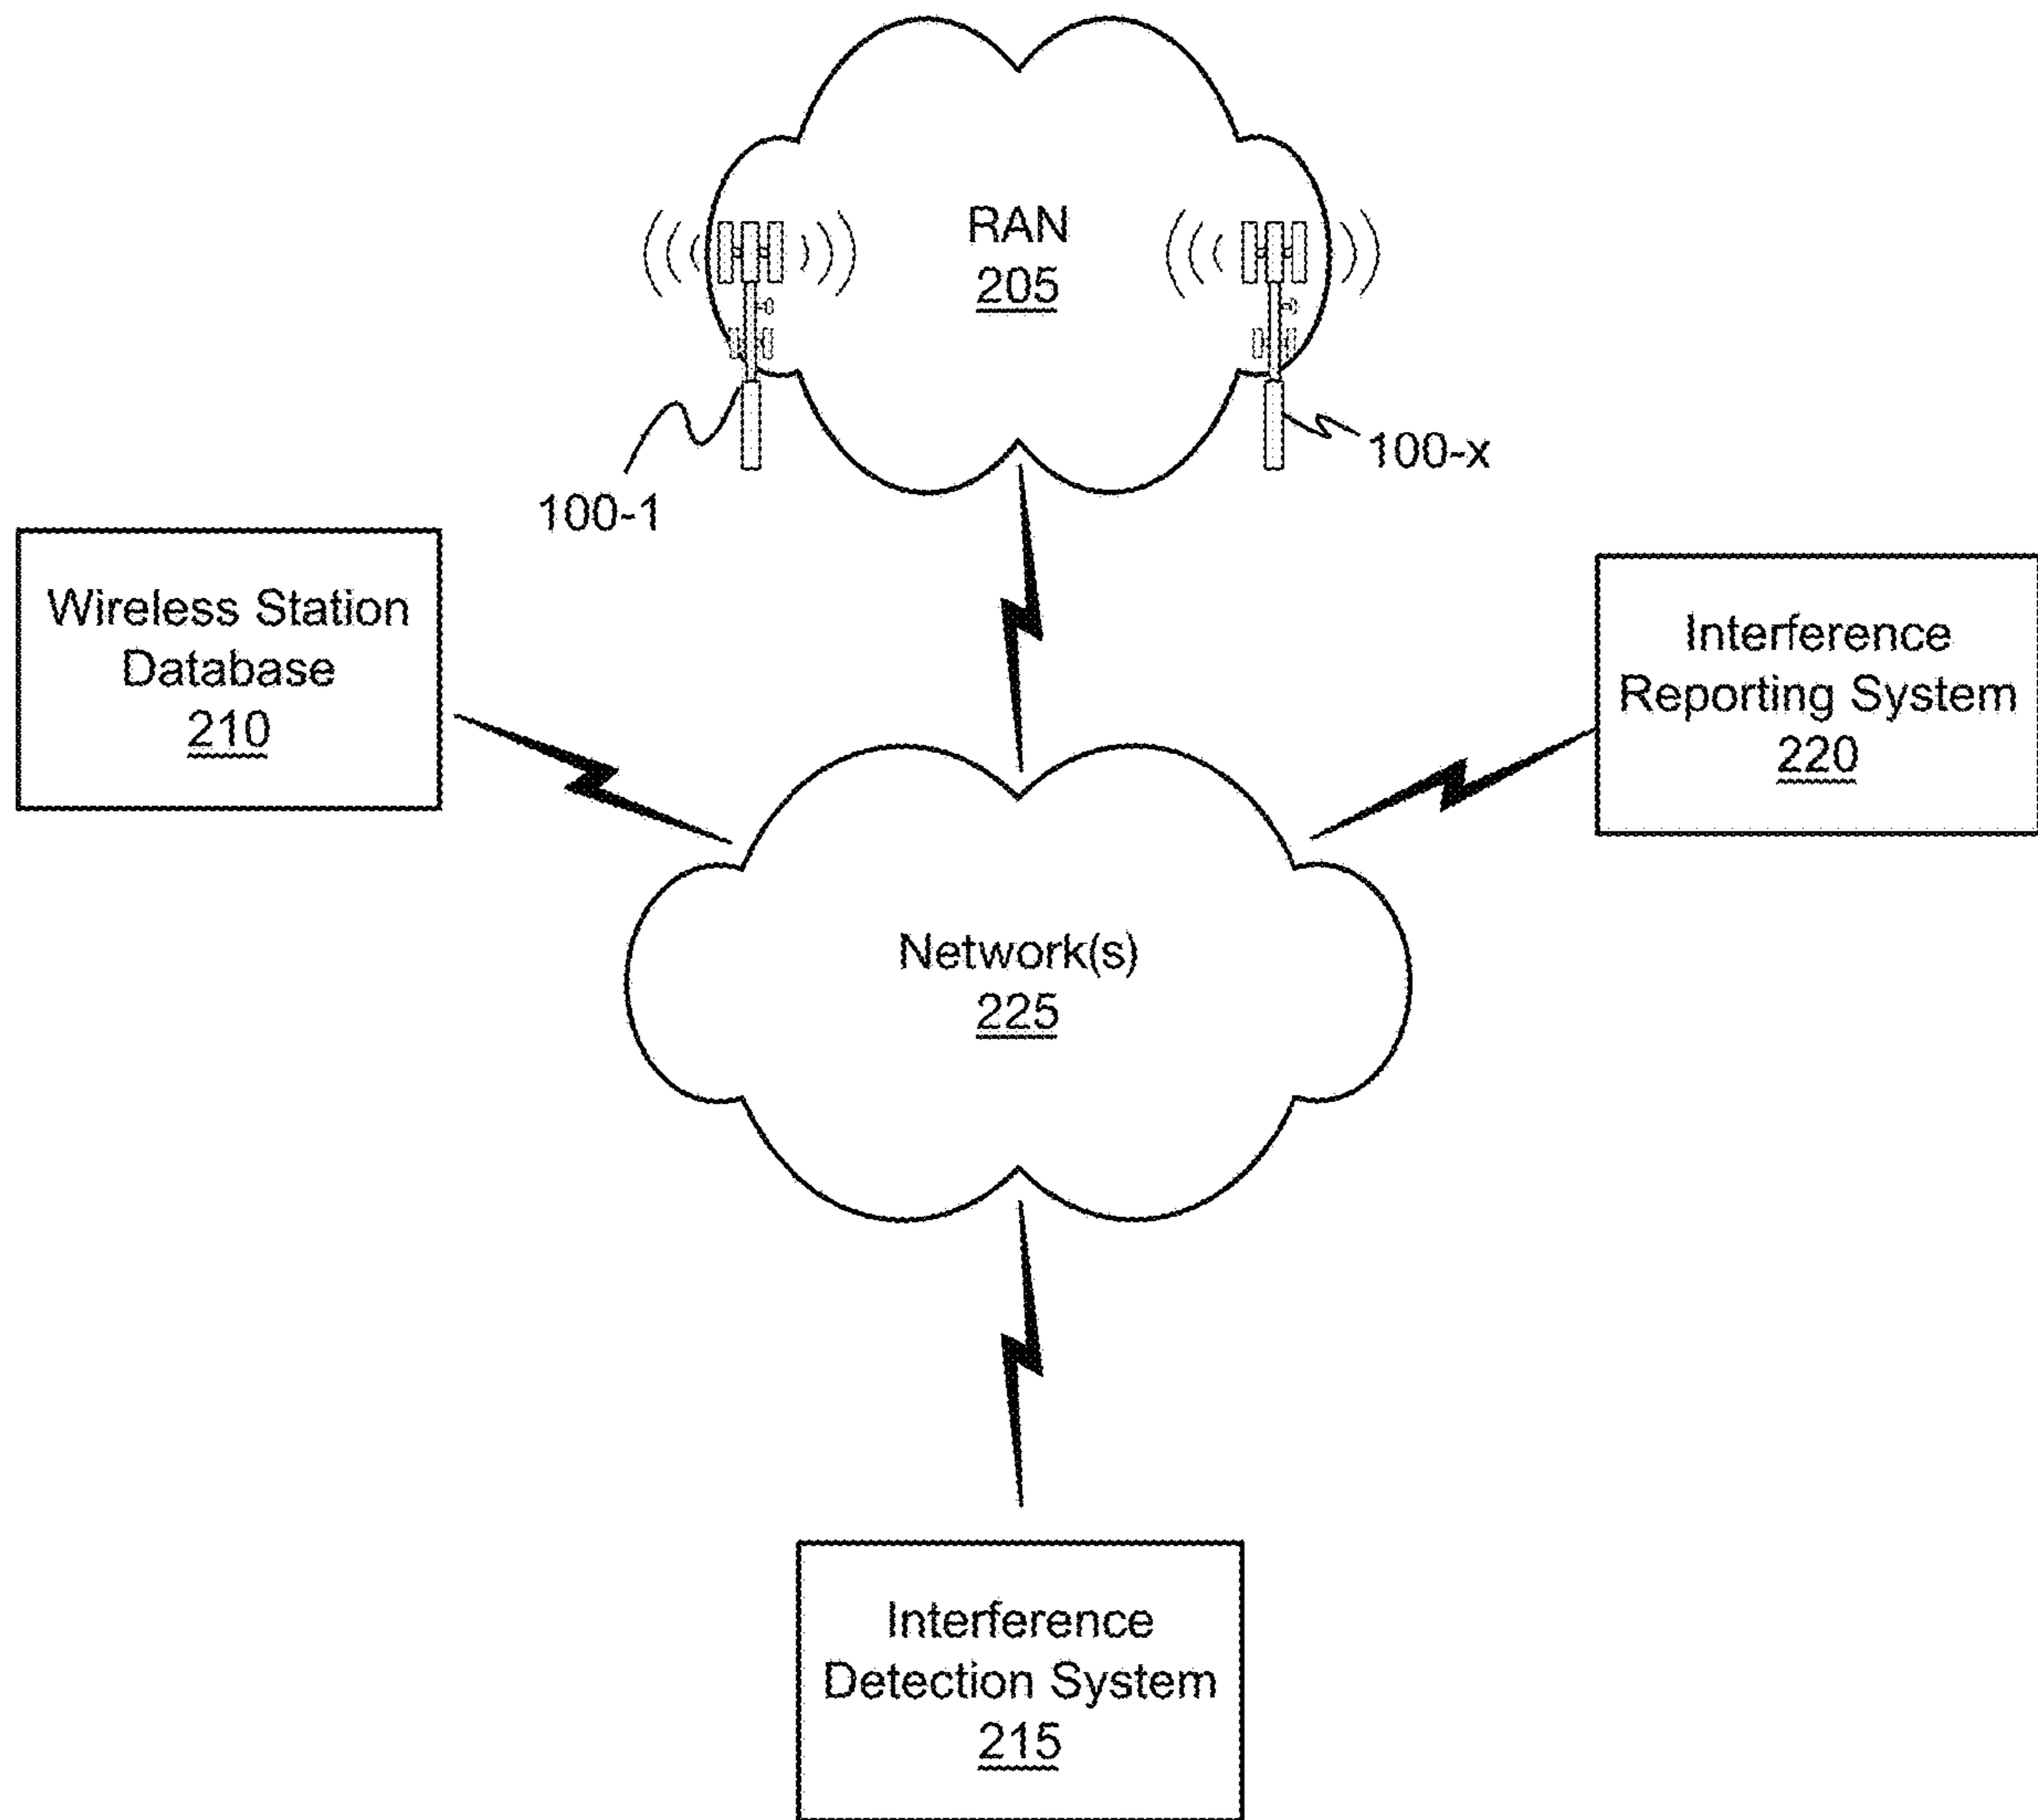 RAN
205
100-1
100-x
Wireless Station
Database
210
Interference
Reporting System
220
Network(s)
225
Interference
Detection System
215